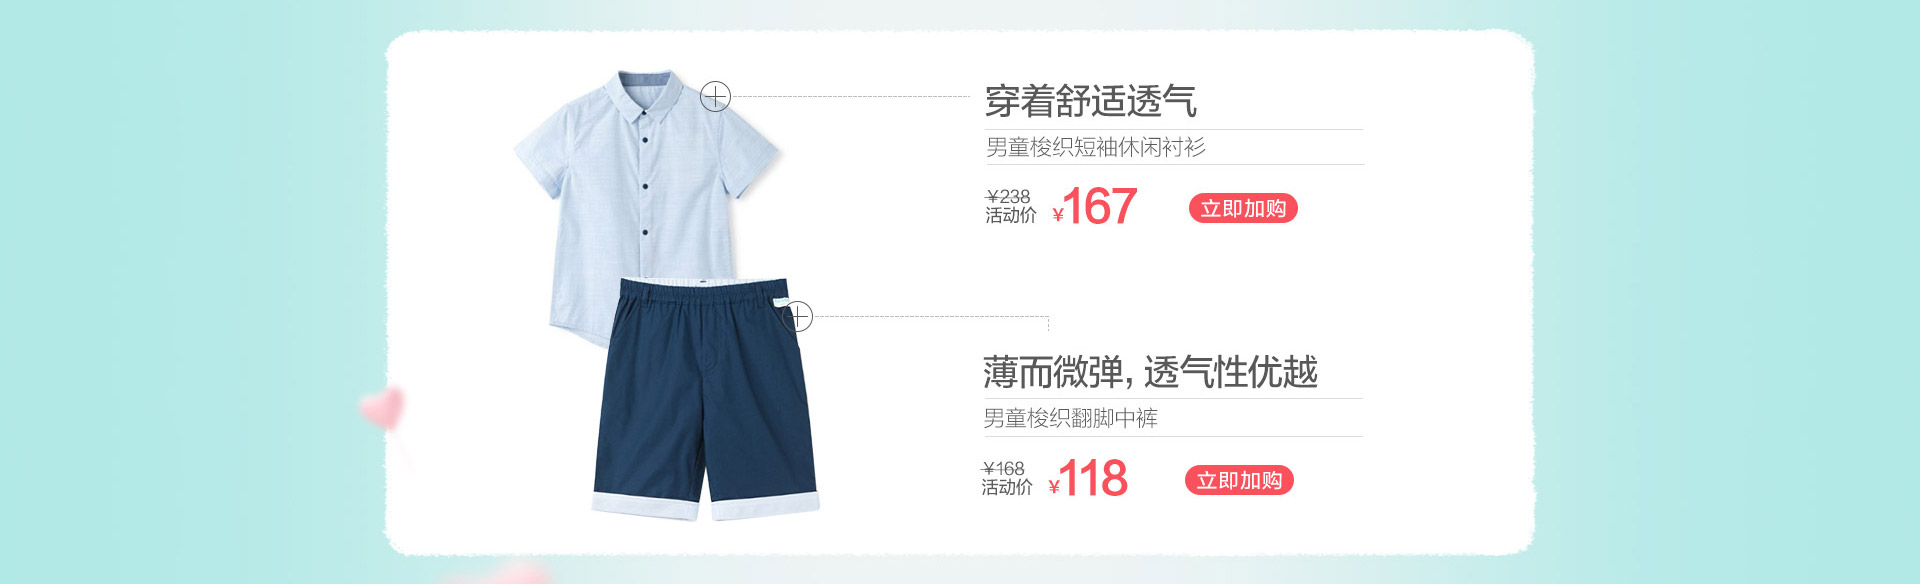 穿着舒适透气
男童梭织短袖休闲衬衫
¥238
活动价 ¥167 立即加购
薄而微弹，透气性优越
男童梭织翻脚中裤
¥168
活动价 ¥118 立即加购